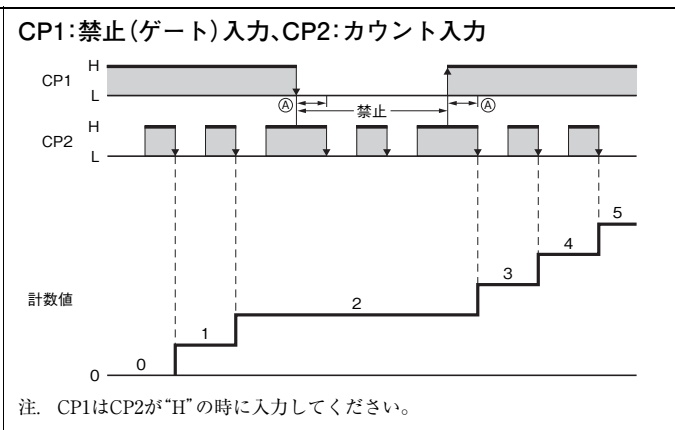 CP1:禁止(ゲート)入力、CP2:カウント入力
CP1 H
L
Ⓐ 禁止 Ⓐ
CP2 H
L
5
4
3
計数値 2
1
0 0
注. CP1はCP2が“H”の時に入力してください。